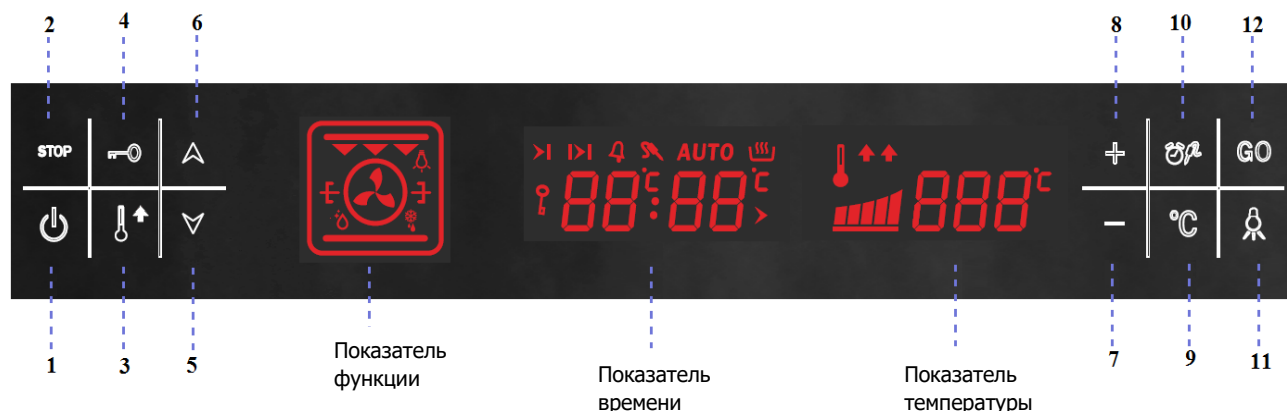 2 4 6 8 10 12
STOP GO
AUTO
88°C:88°C 888°C
°C
1 3 5 7 9 11
Показатель
функции
Показатель
времени
Показатель
температуры